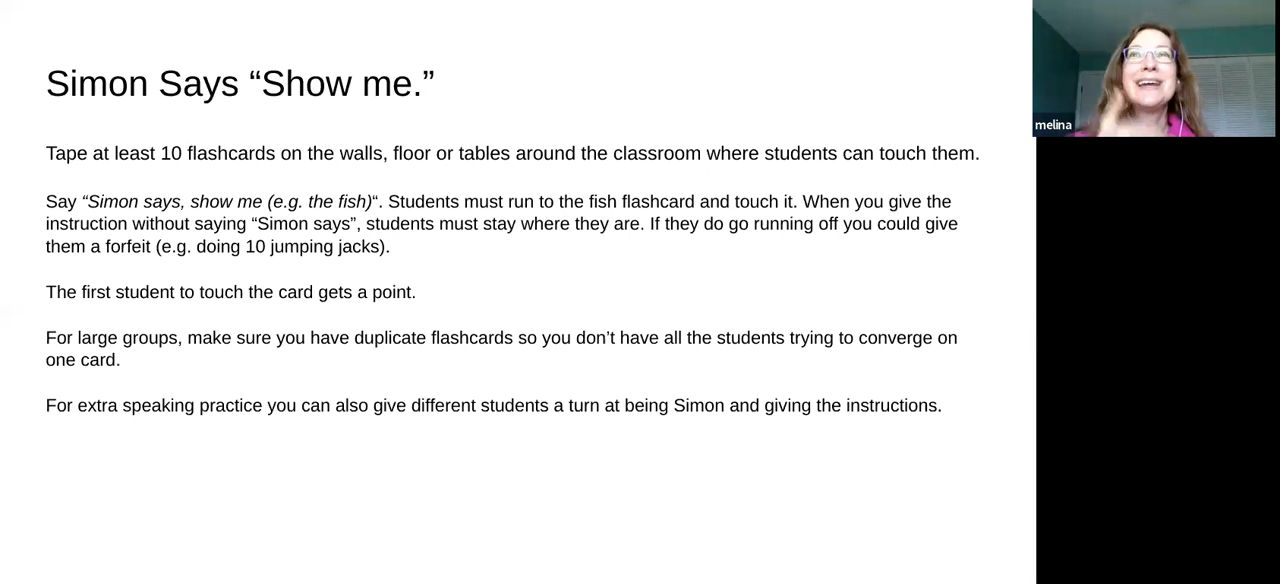 Simon Says “Show me.”
Tape at least 10 flashcards on the walls, floor or tables around the classroom where students can touch them.
Say “Simon says, show me (e.g. the fish)“. Students must run to the fish flashcard and touch it. When you give the
instruction without saying “Simon says”, students must stay where they are. If they do go running off you could give
them a forfeit (e.g. doing 10 jumping jacks).
The first student to touch the card gets a point.
For large groups, make sure you have duplicate flashcards so you don’t have all the students trying to converge on
one card.
For extra speaking practice you can also give different students a turn at being Simon and giving the instructions.
melina